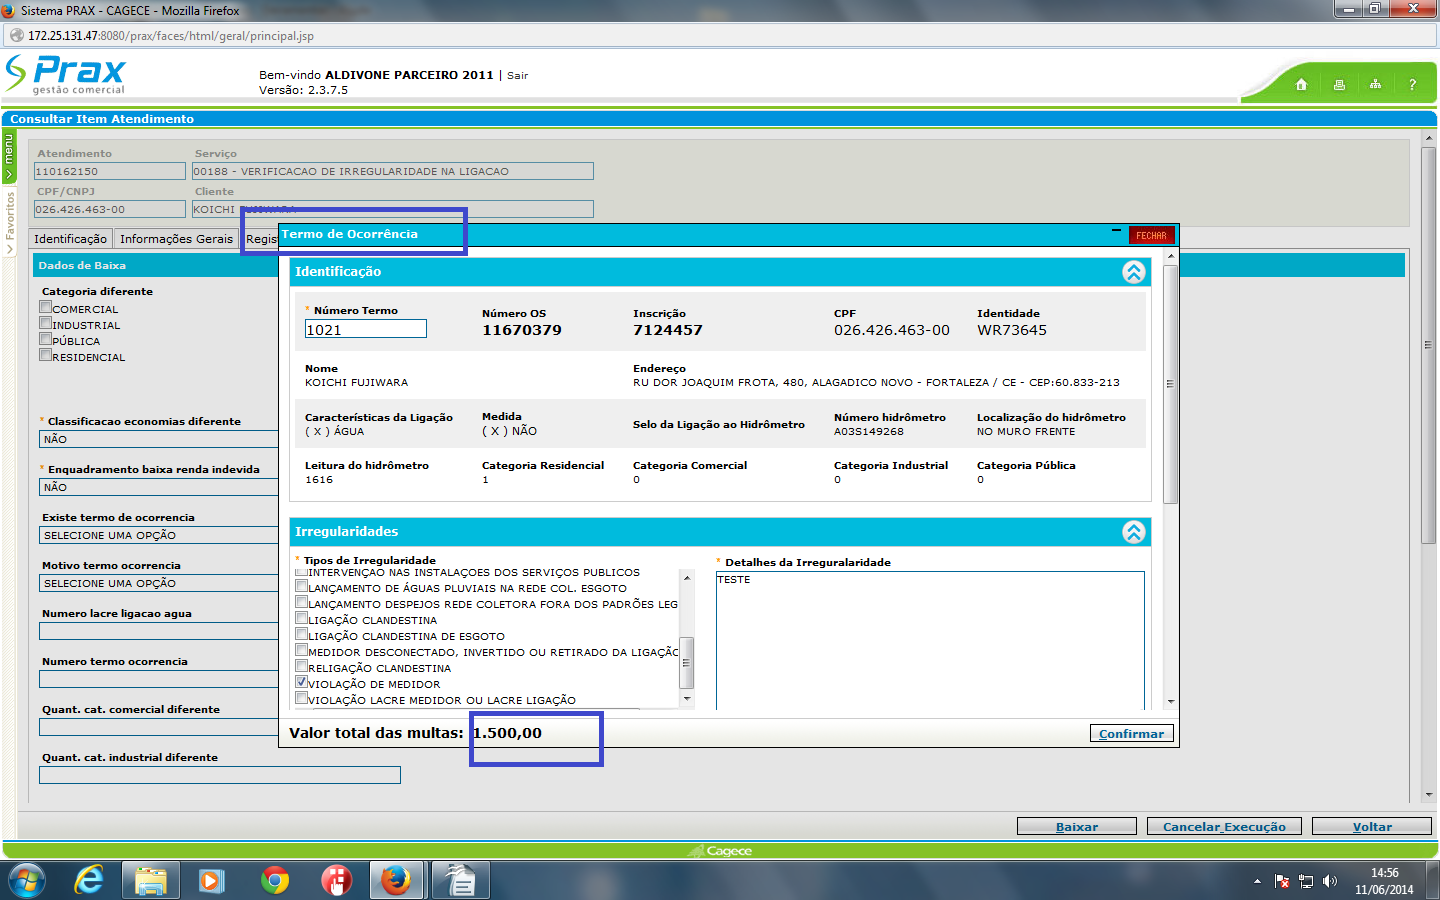 Sistema PRAX - CAGECE - Mozilla Firefox
172.25.131.47:8080/prax/faces/html/geral/principal.jsp
Prax
gestão comercial
Bem-vindo ALDIVONE PARCEIRO 2011 | Sair
Versão: 2.3.7.5
?
Consultar Item Atendimento
menu
Favoritos
Atendimento Serviço
110162150 00188 - VERIFICACAO DE IRREGULARIDADE NA LIGACAO
CPF/CNPJ Cliente
026.426.463-00 KOICHI FUJIWARA
Identificação Informações Gerais Regist
Dados de Baixa
Categoria diferente
COMERCIAL
INDUSTRIAL
PÚBLICA
RESIDENCIAL
* Classificacao economias diferente
NÃO
* Enquadramento baixa renda indevida
NÃO
Existe termo de ocorrencia
SELECIONE UMA OPÇÃO
Motivo termo ocorrencia
SELECIONE UMA OPÇÃO
Numero lacre ligacao agua
Numero termo ocorrencia
Quant. cat. comercial diferente
Quant. cat. industrial diferente
Termo de Ocorrência
FECHAR
Identificação
* Número Termo Número OS Inscrição CPF Identidade
1021 11670379 7124457 026.426.463-00 WR73645
Nome Endereço
KOICHI FUJIWARA RU DOR JOAQUIM FROTA, 480, ALAGADICO NOVO - FORTALEZA / CE - CEP:60.833-213
Características da Ligação Medida Selo da Ligação ao Hidrômetro Número hidrômetro Localização do hidrômetro
( X ) ÁGUA ( X ) NÃO A03S149268 NO MURO FRENTE
Leitura do hidrômetro Categoria Residencial Categoria Comercial Categoria Industrial Categoria Pública
1616 1 0 0 0
Irregularidades
* Tipos de Irregularidade
INTERVENÇAO NAS INSTALAÇOES DOS SERVIÇOS PUBLICOS
LANÇAMENTO DE ÁGUAS PLUVIAIS NA REDE COL. ESGOTO
LANÇAMENTO DESPEJOS REDE COLETORA FORA DOS PADRÕES LEG
LIGAÇÃO CLANDESTINA
LIGAÇÃO CLANDESTINA DE ESGOTO
MEDIDOR DESCONECTADO, INVERTIDO OU RETIRADO DA LIGAÇÃO
RELIGAÇÃO CLANDESTINA
VIOLAÇÃO DE MEDIDOR
VIOLAÇÃO LACRE MEDIDOR OU LACRE LIGAÇÃO
* Detalhes da Irreguralaridade
TESTE
Valor total das multas: 1.500,00
Confirmar
Baixar Cancelar Execução Voltar
Cagece
14:56
11/06/2014